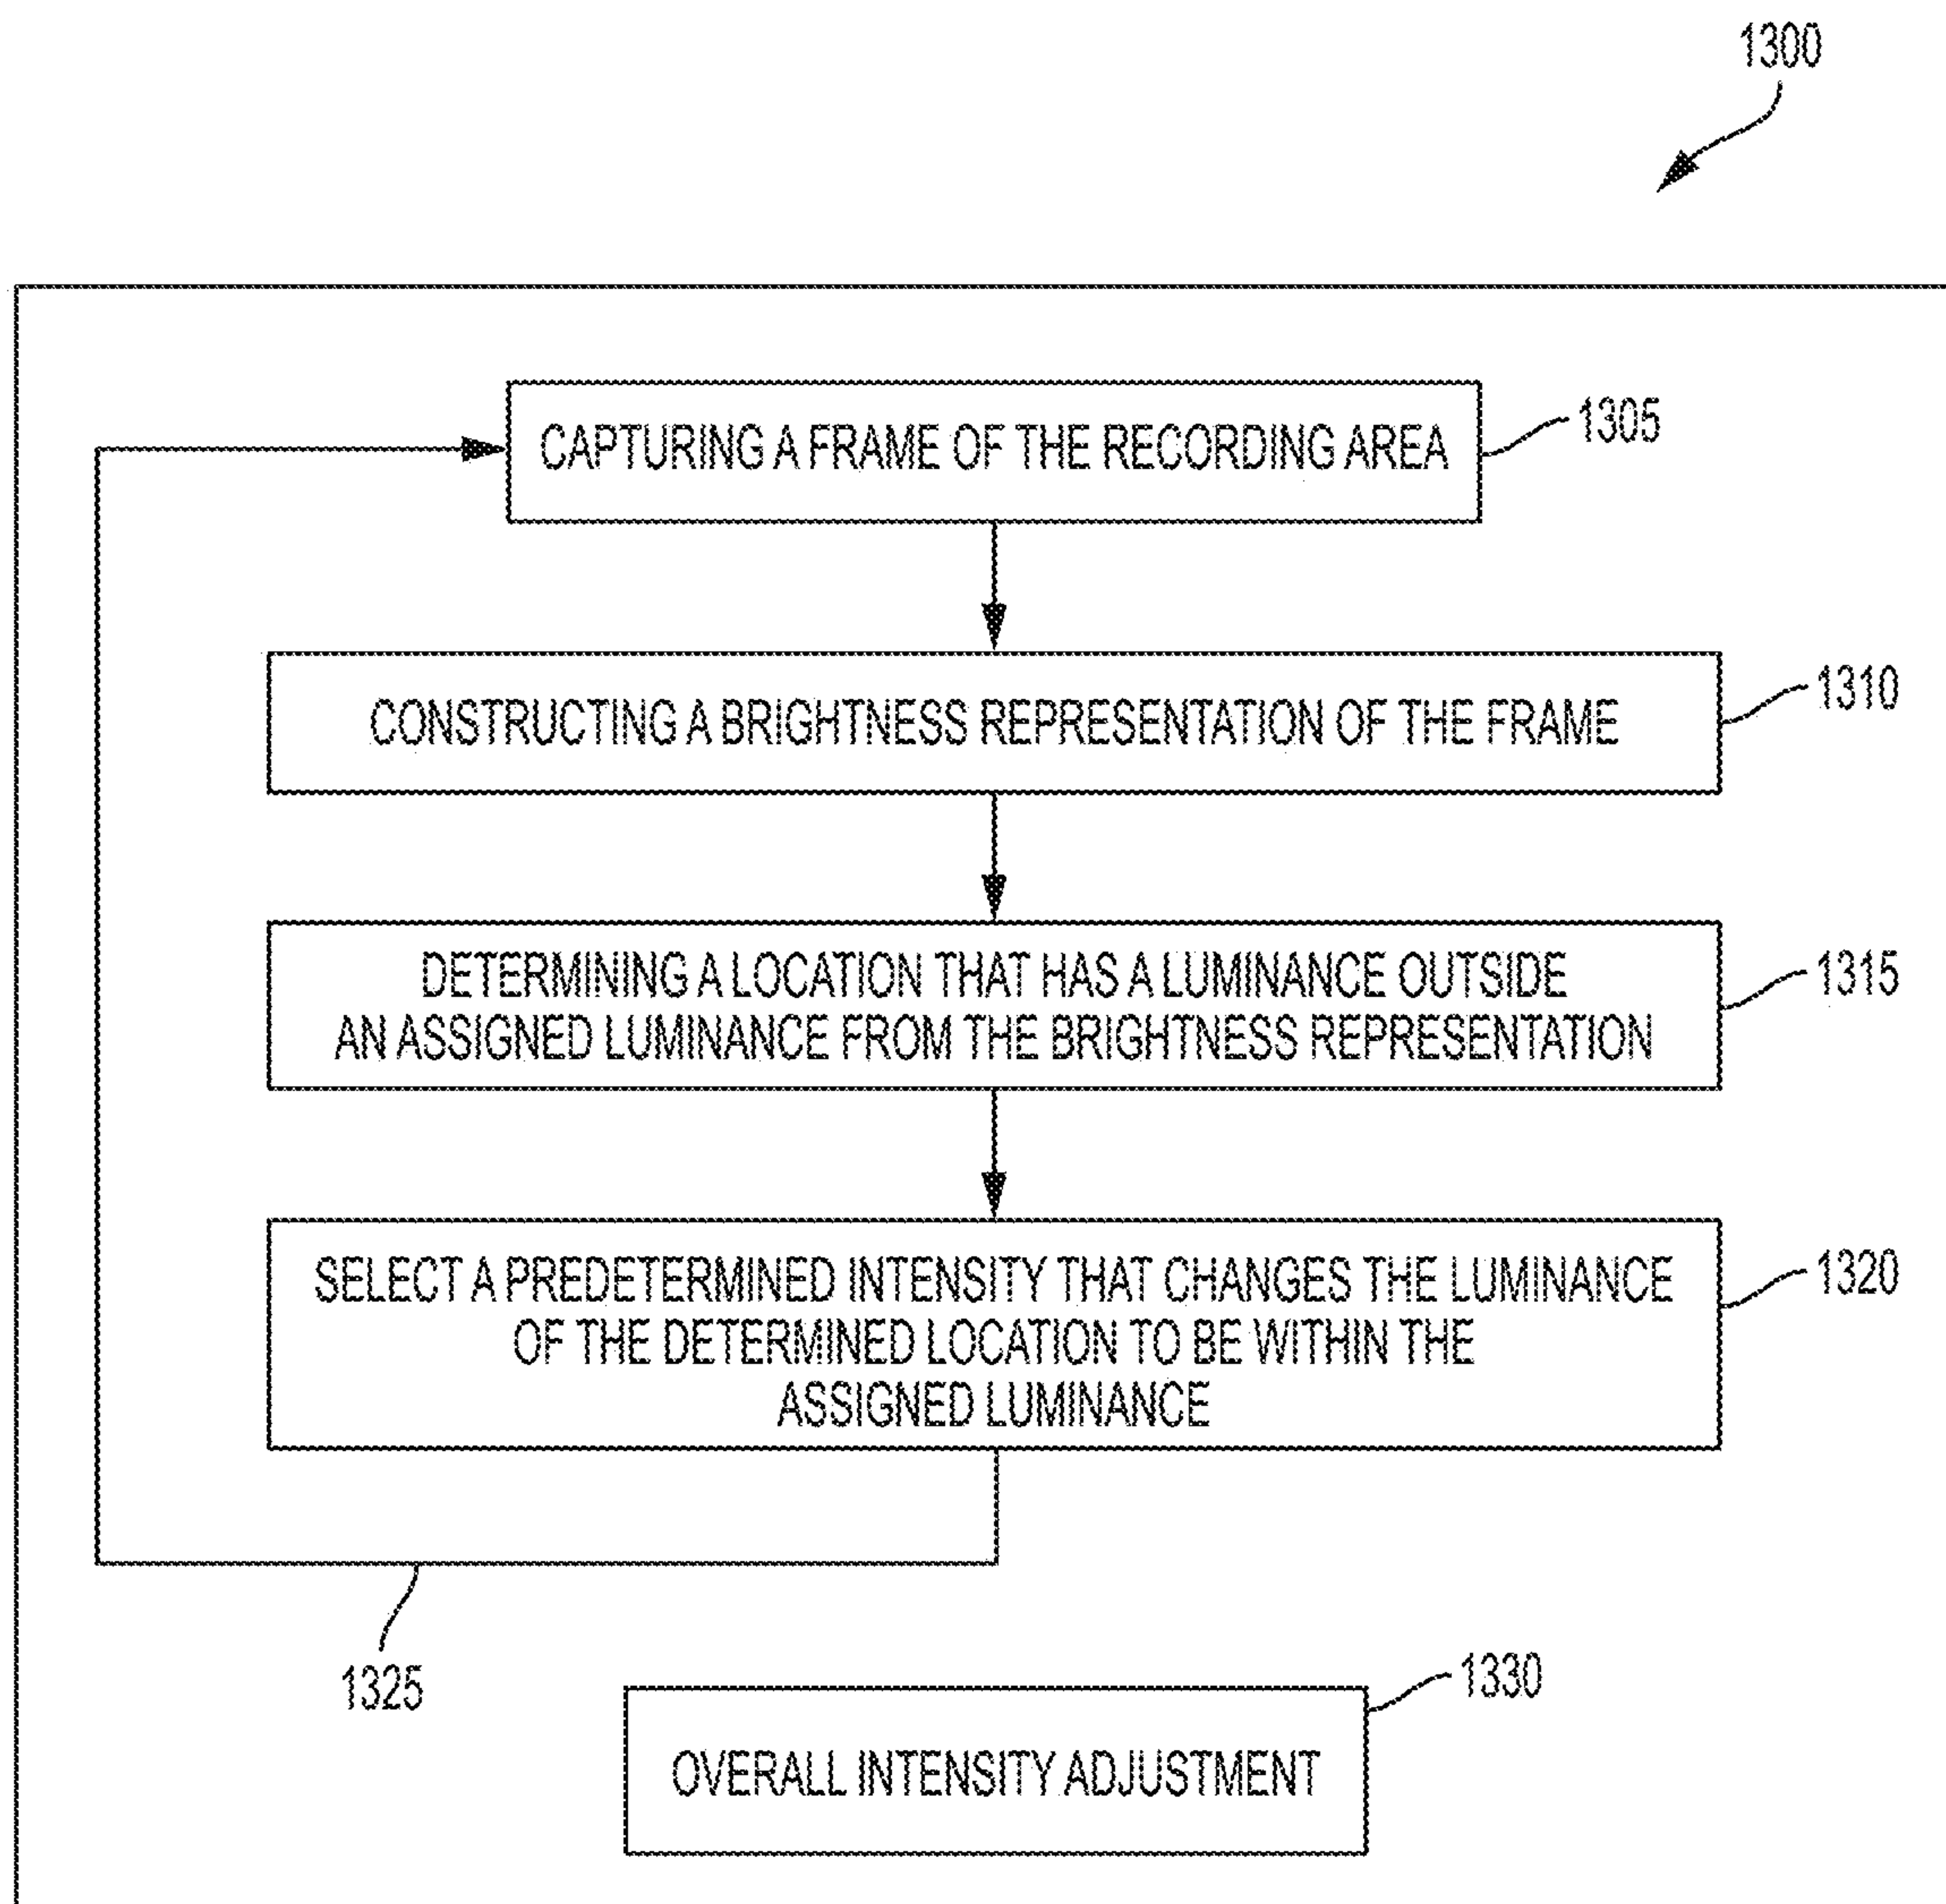 1300
CAPTURING A FRAME OF THE RECORDING AREA
1305
CONSTRUCTING A BRIGHTNESS REPRESENTATION OF THE FRAME
1310
DETERMINING A LOCATION THAT HAS A LUMINANCE OUTSIDE
AN ASSIGNED LUMINANCE FROM THE BRIGHTNESS REPRESENTATION
1315
SELECT A PREDETERMINED INTENSITY THAT CHANGES THE LUMINANCE
OF THE DETERMINED LOCATION TO BE WITHIN THE
ASSIGNED LUMINANCE
1320
1325
1330
OVERALL INTENSITY ADJUSTMENT